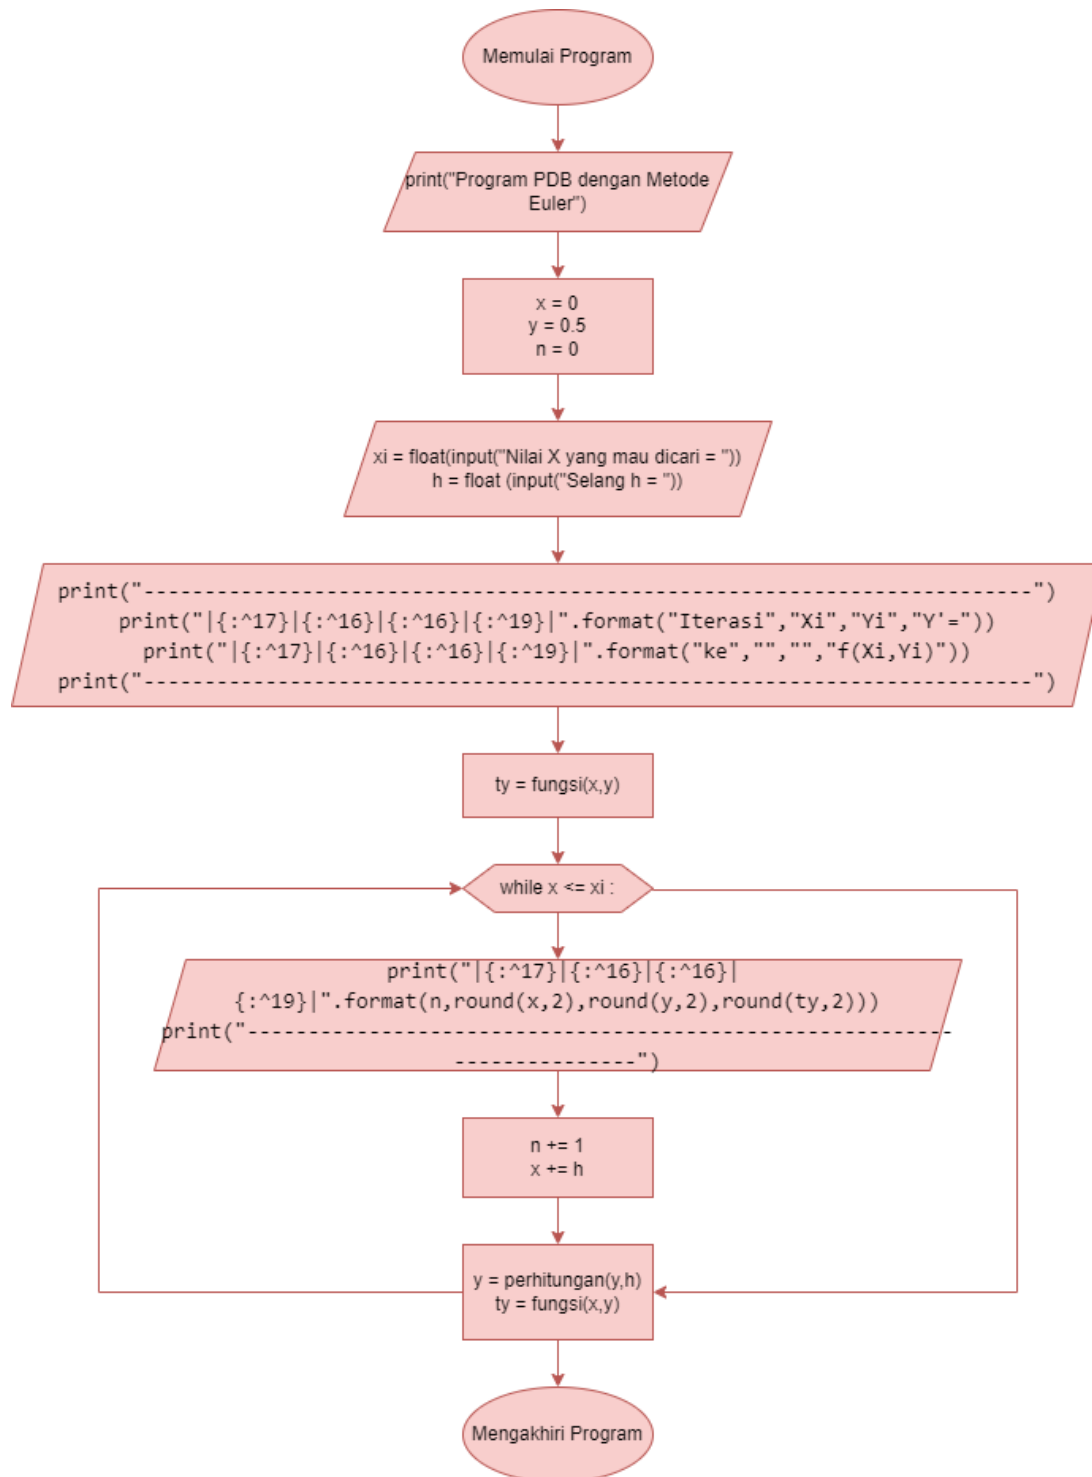 Memulai Program
print("Program PDB dengan Metode
Euler")
x = 0
y = 0.5
n = 0
xi = float(input("Nilai X yang mau dicari = "))
h = float (input("Selang h = "))
print("-------------------------------------------------------------------------")
print("|{:^17}|{:^16}|{:^16}|{:^19}|".format("Iterasi","Xi","Yi","Y'="))
print("|{:^17}|{:^16}|{:^16}|{:^19}|".format("ke","","","f(Xi,Yi)"))
print("-------------------------------------------------------------------------")
ty = fungsi(x,y)
while x <= xi :
print("|{:^17}|{:^16}|{:^16}|
{:^19}|".format(n,round(x,2),round(y,2),round(ty,2)))
print("----------------------------------------------------------
---------------")
n += 1
x += h
y = perhitungan(y,h)
ty = fungsi(x,y)
Mengakhiri Program